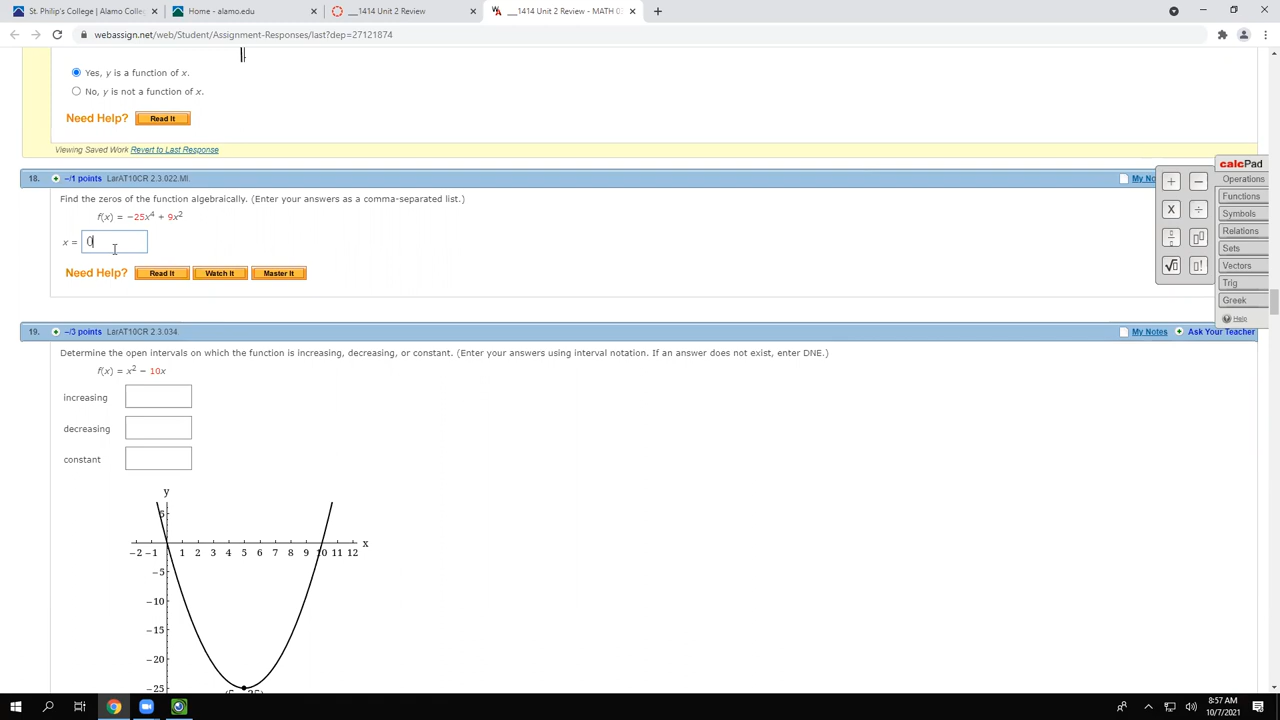 St. Philip's College | Alamo Colleg
Home - alamo.edu
__1414 Unit 2 Review
__1414 Unit 2 Review - MATH 03
webassign.net/web/Student/Assignment-Responses/last?dep=27121874
Yes, y is a function of x.
No, y is not a function of x.
Need Help? Read It
Viewing Saved Work Revert to Last Response
18. –/1 points LarAT10CR 2.3.022.MI. My No
Find the zeros of the function algebraically. (Enter your answers as a comma-separated list.)
f(x) = −25x⁴ + 9x²
x = 0
Need Help? Read It Watch It Master It
calcPad
Operations
Functions
Symbols
Relations
Sets
Vectors
Trig
Greek
Help
+ −
X ÷
√ !
19. –/3 points LarAT10CR 2.3.034. My Notes Ask Your Teacher
Determine the open intervals on which the function is increasing, decreasing, or constant. (Enter your answers using interval notation. If an answer does not exist, enter DNE.)
f(x) = x² − 10x
increasing
decreasing
constant
y
5
−2 −1 1 2 3 4 5 6 7 8 9 10 11 12 x
−5
−10
−15
−20
−25
8:57 AM
10/7/2021